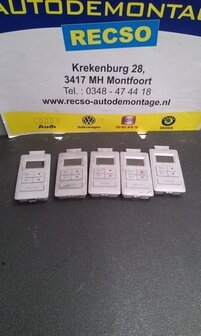 AUTODEMONTAGE
RECSO
Krekenburg 28,
3417 MH Montfoort
Tel. : 0348 - 47 44 18
www.recso-autodemontage.nl
Audi
Volkswagen
SEAT
SKODA